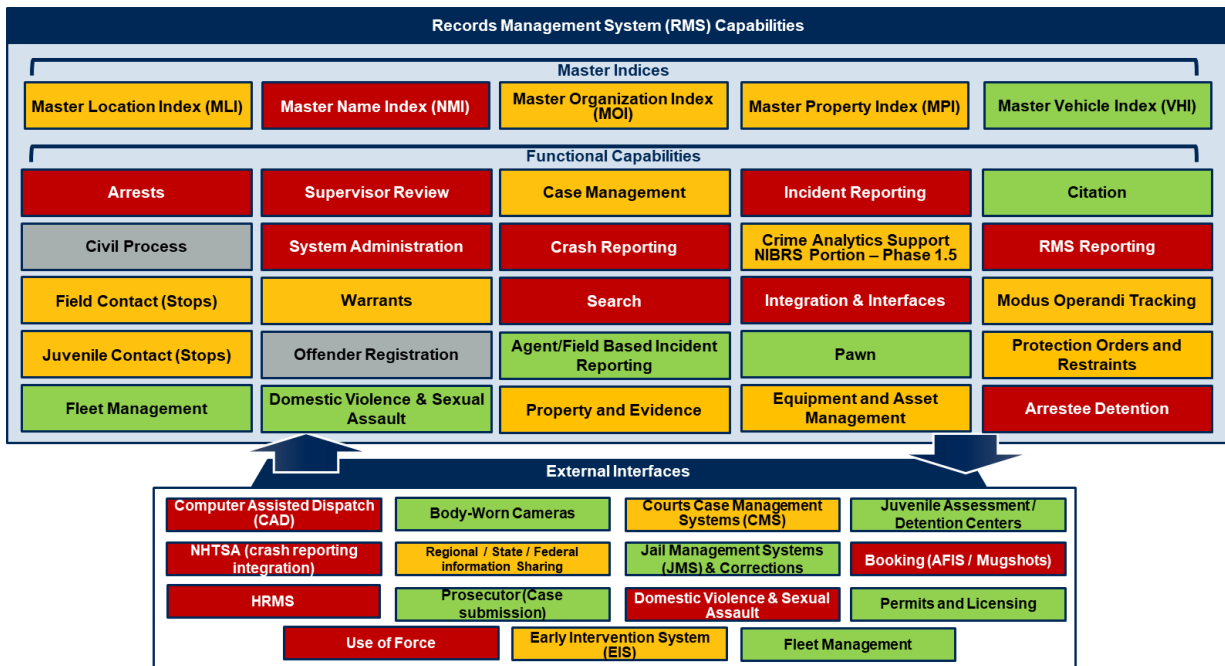 Records Management System (RMS) Capabilities
Master Indices
Master Location Index (MLI)
Master Name Index (NMI)
Master Organization Index
(MOI)
Master Property Index (MPI)
Master Vehicle Index (VHI)
Functional Capabilities
Arrests
Supervisor Review
Case Management
Incident Reporting
Citation
Civil Process
System Administration
Crash Reporting
Crime Analytics Support
NIBRS Portion – Phase 1.5
RMS Reporting
Field Contact (Stops)
Warrants
Search
Integration & Interfaces
Modus Operandi Tracking
Juvenile Contact (Stops)
Offender Registration
Agent/Field Based Incident
Reporting
Pawn
Protection Orders and
Restraints
Fleet Management
Domestic Violence & Sexual
Assault
Property and Evidence
Equipment and Asset
Management
Arrestee Detention
External Interfaces
Computer Assisted Dispatch
(CAD)
Body-Worn Cameras
Courts Case Management
Systems (CMS)
Juvenile Assessment /
Detention Centers
NHTSA (crash reporting
integration)
Regional / State / Federal
information Sharing
Jail Management Systems
(JMS) & Corrections
Booking (AFIS / Mugshots)
HRMS
Prosecutor (Case
submission)
Domestic Violence & Sexual
Assault
Permits and Licensing
Use of Force
Early Intervention System
(EIS)
Fleet Management